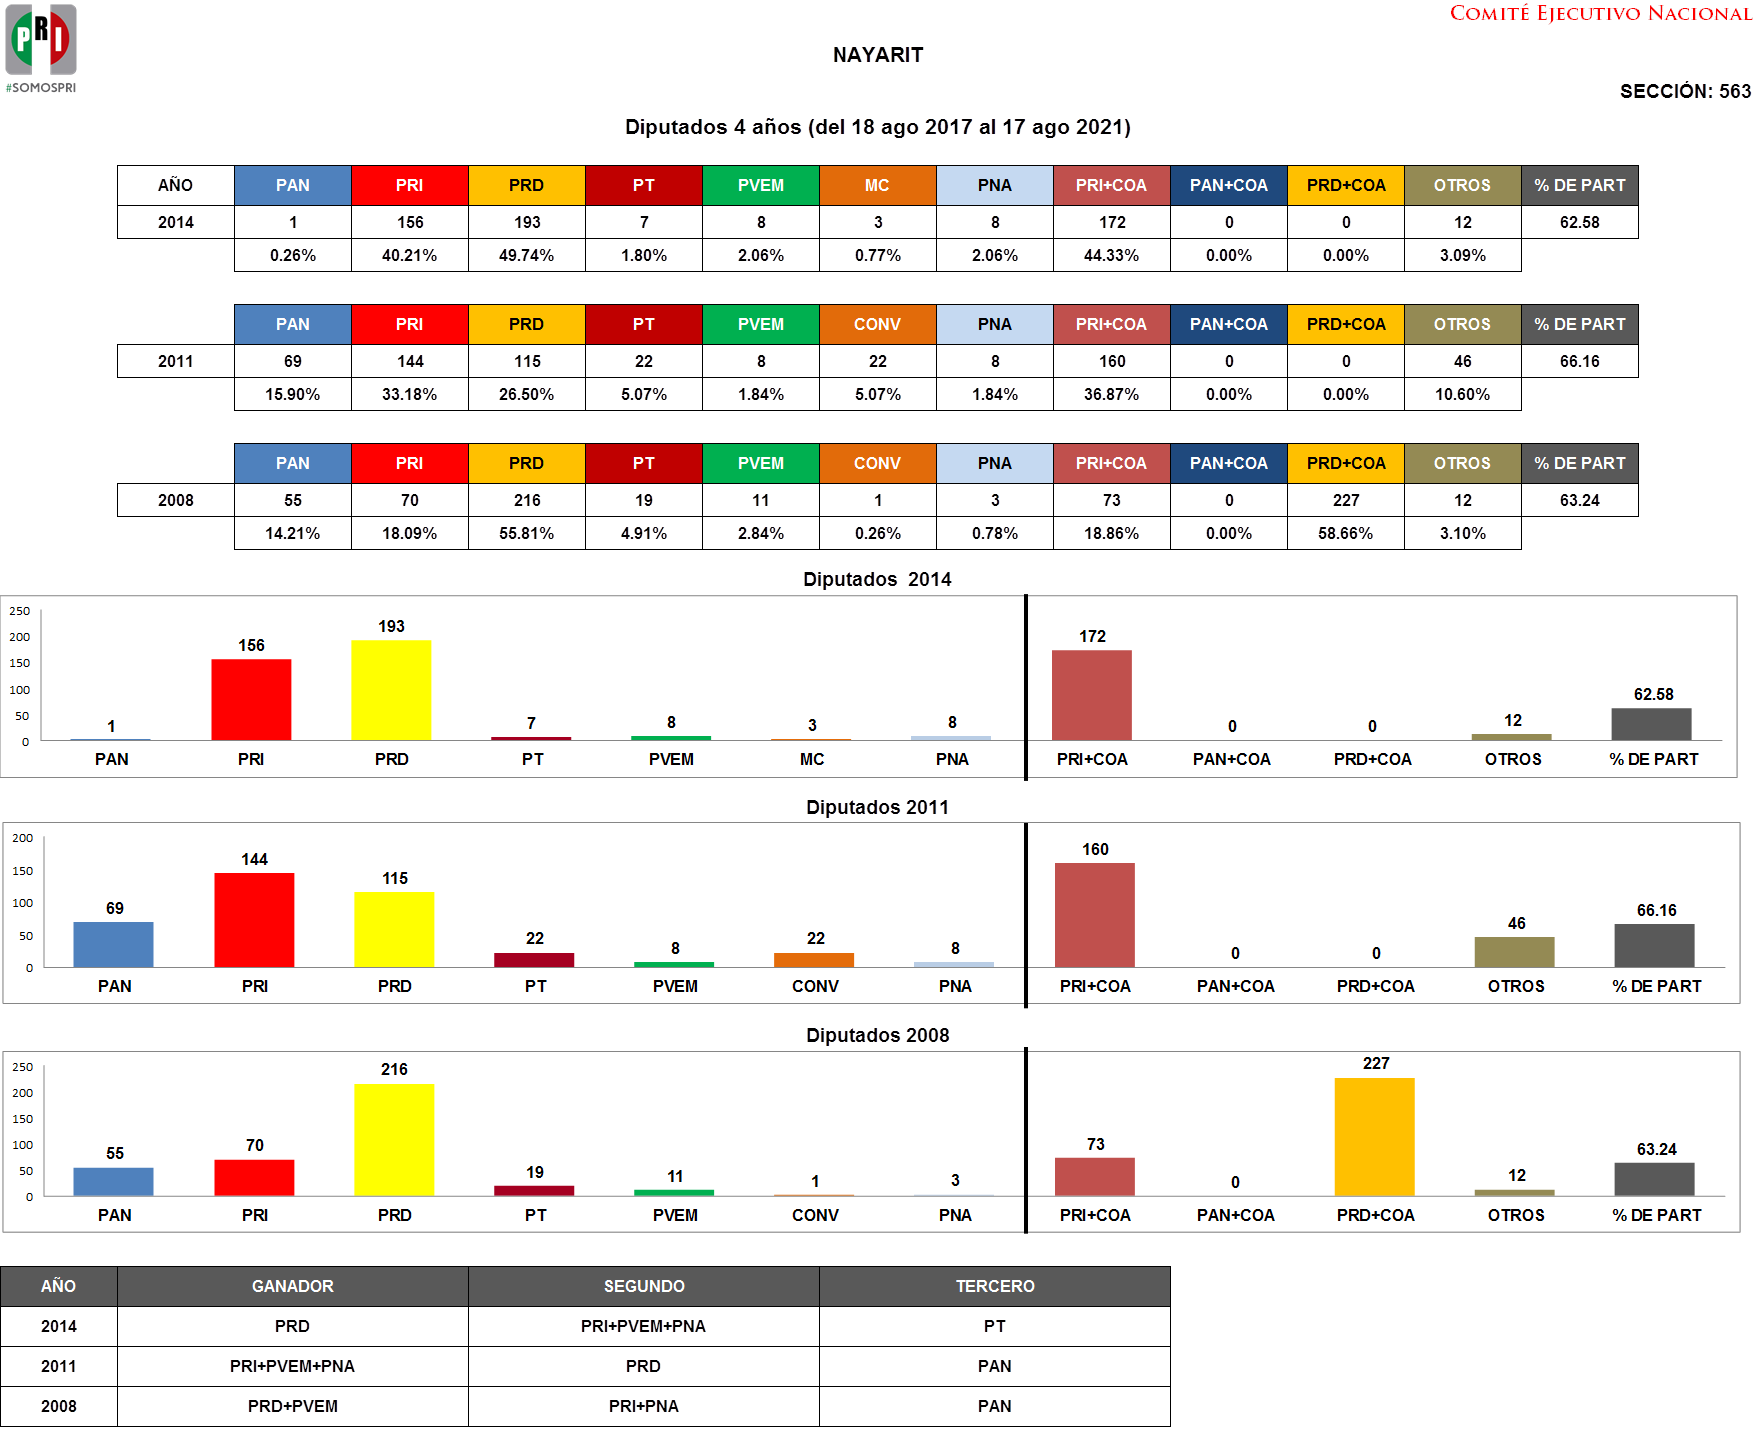 PRI
#SOMOSPRI
COMITÉ EJECUTIVO NACIONAL
NAYARIT
SECCIÓN: 563
Diputados 4 años (del 18 ago 2017 al 17 ago 2021)
AÑO PAN PRI PRD PT PVEM MC PNA PRI+COA PAN+COA PRD+COA OTROS % DE PART
2014 1 156 193 7 8 3 8 172 0 0 12 62.58
0.26% 40.21% 49.74% 1.80% 2.06% 0.77% 2.06% 44.33% 0.00% 0.00% 3.09%
PAN PRI PRD PT PVEM CONV PNA PRI+COA PAN+COA PRD+COA OTROS % DE PART
2011 69 144 115 22 8 22 8 160 0 0 46 66.16
15.90% 33.18% 26.50% 5.07% 1.84% 5.07% 1.84% 36.87% 0.00% 0.00% 10.60%
PAN PRI PRD PT PVEM CONV PNA PRI+COA PAN+COA PRD+COA OTROS % DE PART
2008 55 70 216 19 11 1 3 73 0 227 12 63.24
14.21% 18.09% 55.81% 4.91% 2.84% 0.26% 0.78% 18.86% 0.00% 58.66% 3.10%
Diputados 2014
250
200
150
100
50
0
1 156 193 7 8 3 8 172 0 0 12 62.58
PAN PRI PRD PT PVEM MC PNA PRI+COA PAN+COA PRD+COA OTROS % DE PART
Diputados 2011
200
150
100
50
0
69 144 115 22 8 22 8 160 0 0 46 66.16
PAN PRI PRD PT PVEM CONV PNA PRI+COA PAN+COA PRD+COA OTROS % DE PART
Diputados 2008
250
200
150
100
50
0
55 70 216 19 11 1 3 73 0 227 12 63.24
PAN PRI PRD PT PVEM CONV PNA PRI+COA PAN+COA PRD+COA OTROS % DE PART
AÑO GANADOR SEGUNDO TERCERO
2014 PRD PRI+PVEM+PNA PT
2011 PRI+PVEM+PNA PRD PAN
2008 PRD+PVEM PRI+PNA PAN